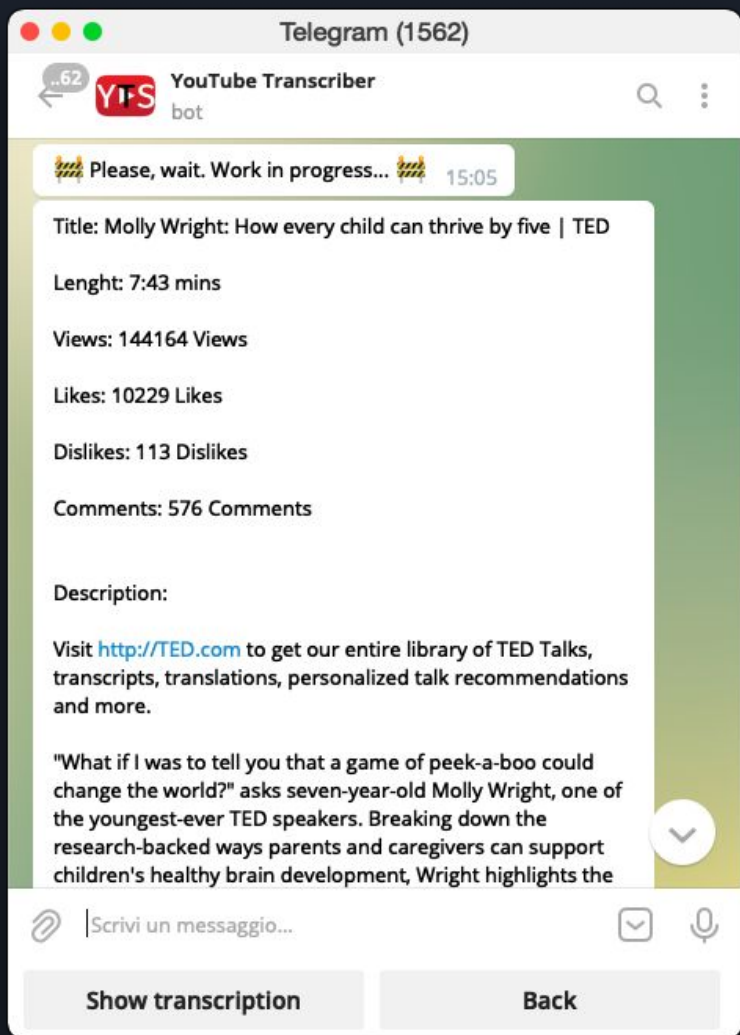 Telegram (1562)
..62
YTS
YouTube Transcriber
bot
Please, wait. Work in progress...
15:05
Title: Molly Wright: How every child can thrive by five | TED
Lenght: 7:43 mins
Views: 144164 Views
Likes: 10229 Likes
Dislikes: 113 Dislikes
Comments: 576 Comments
Description:
Visit http://TED.com to get our entire library of TED Talks,
transcripts, translations, personalized talk recommendations
and more.
"What if I was to tell you that a game of peek-a-boo could
change the world?" asks seven-year-old Molly Wright, one of
the youngest-ever TED speakers. Breaking down the
research-backed ways parents and caregivers can support
children's healthy brain development, Wright highlights the
Scrivi un messaggio...
Show transcription
Back